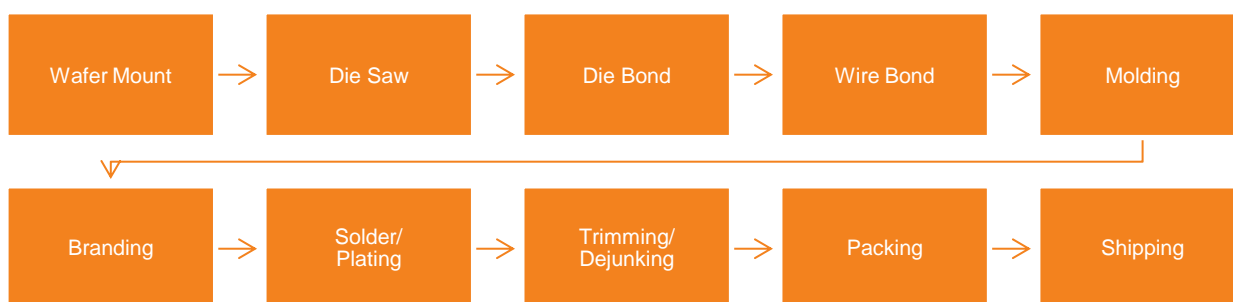 Wafer Mount
Die Saw
Die Bond
Wire Bond
Molding
Branding
Solder/
Plating
Trimming/
Dejunking
Packing
Shipping